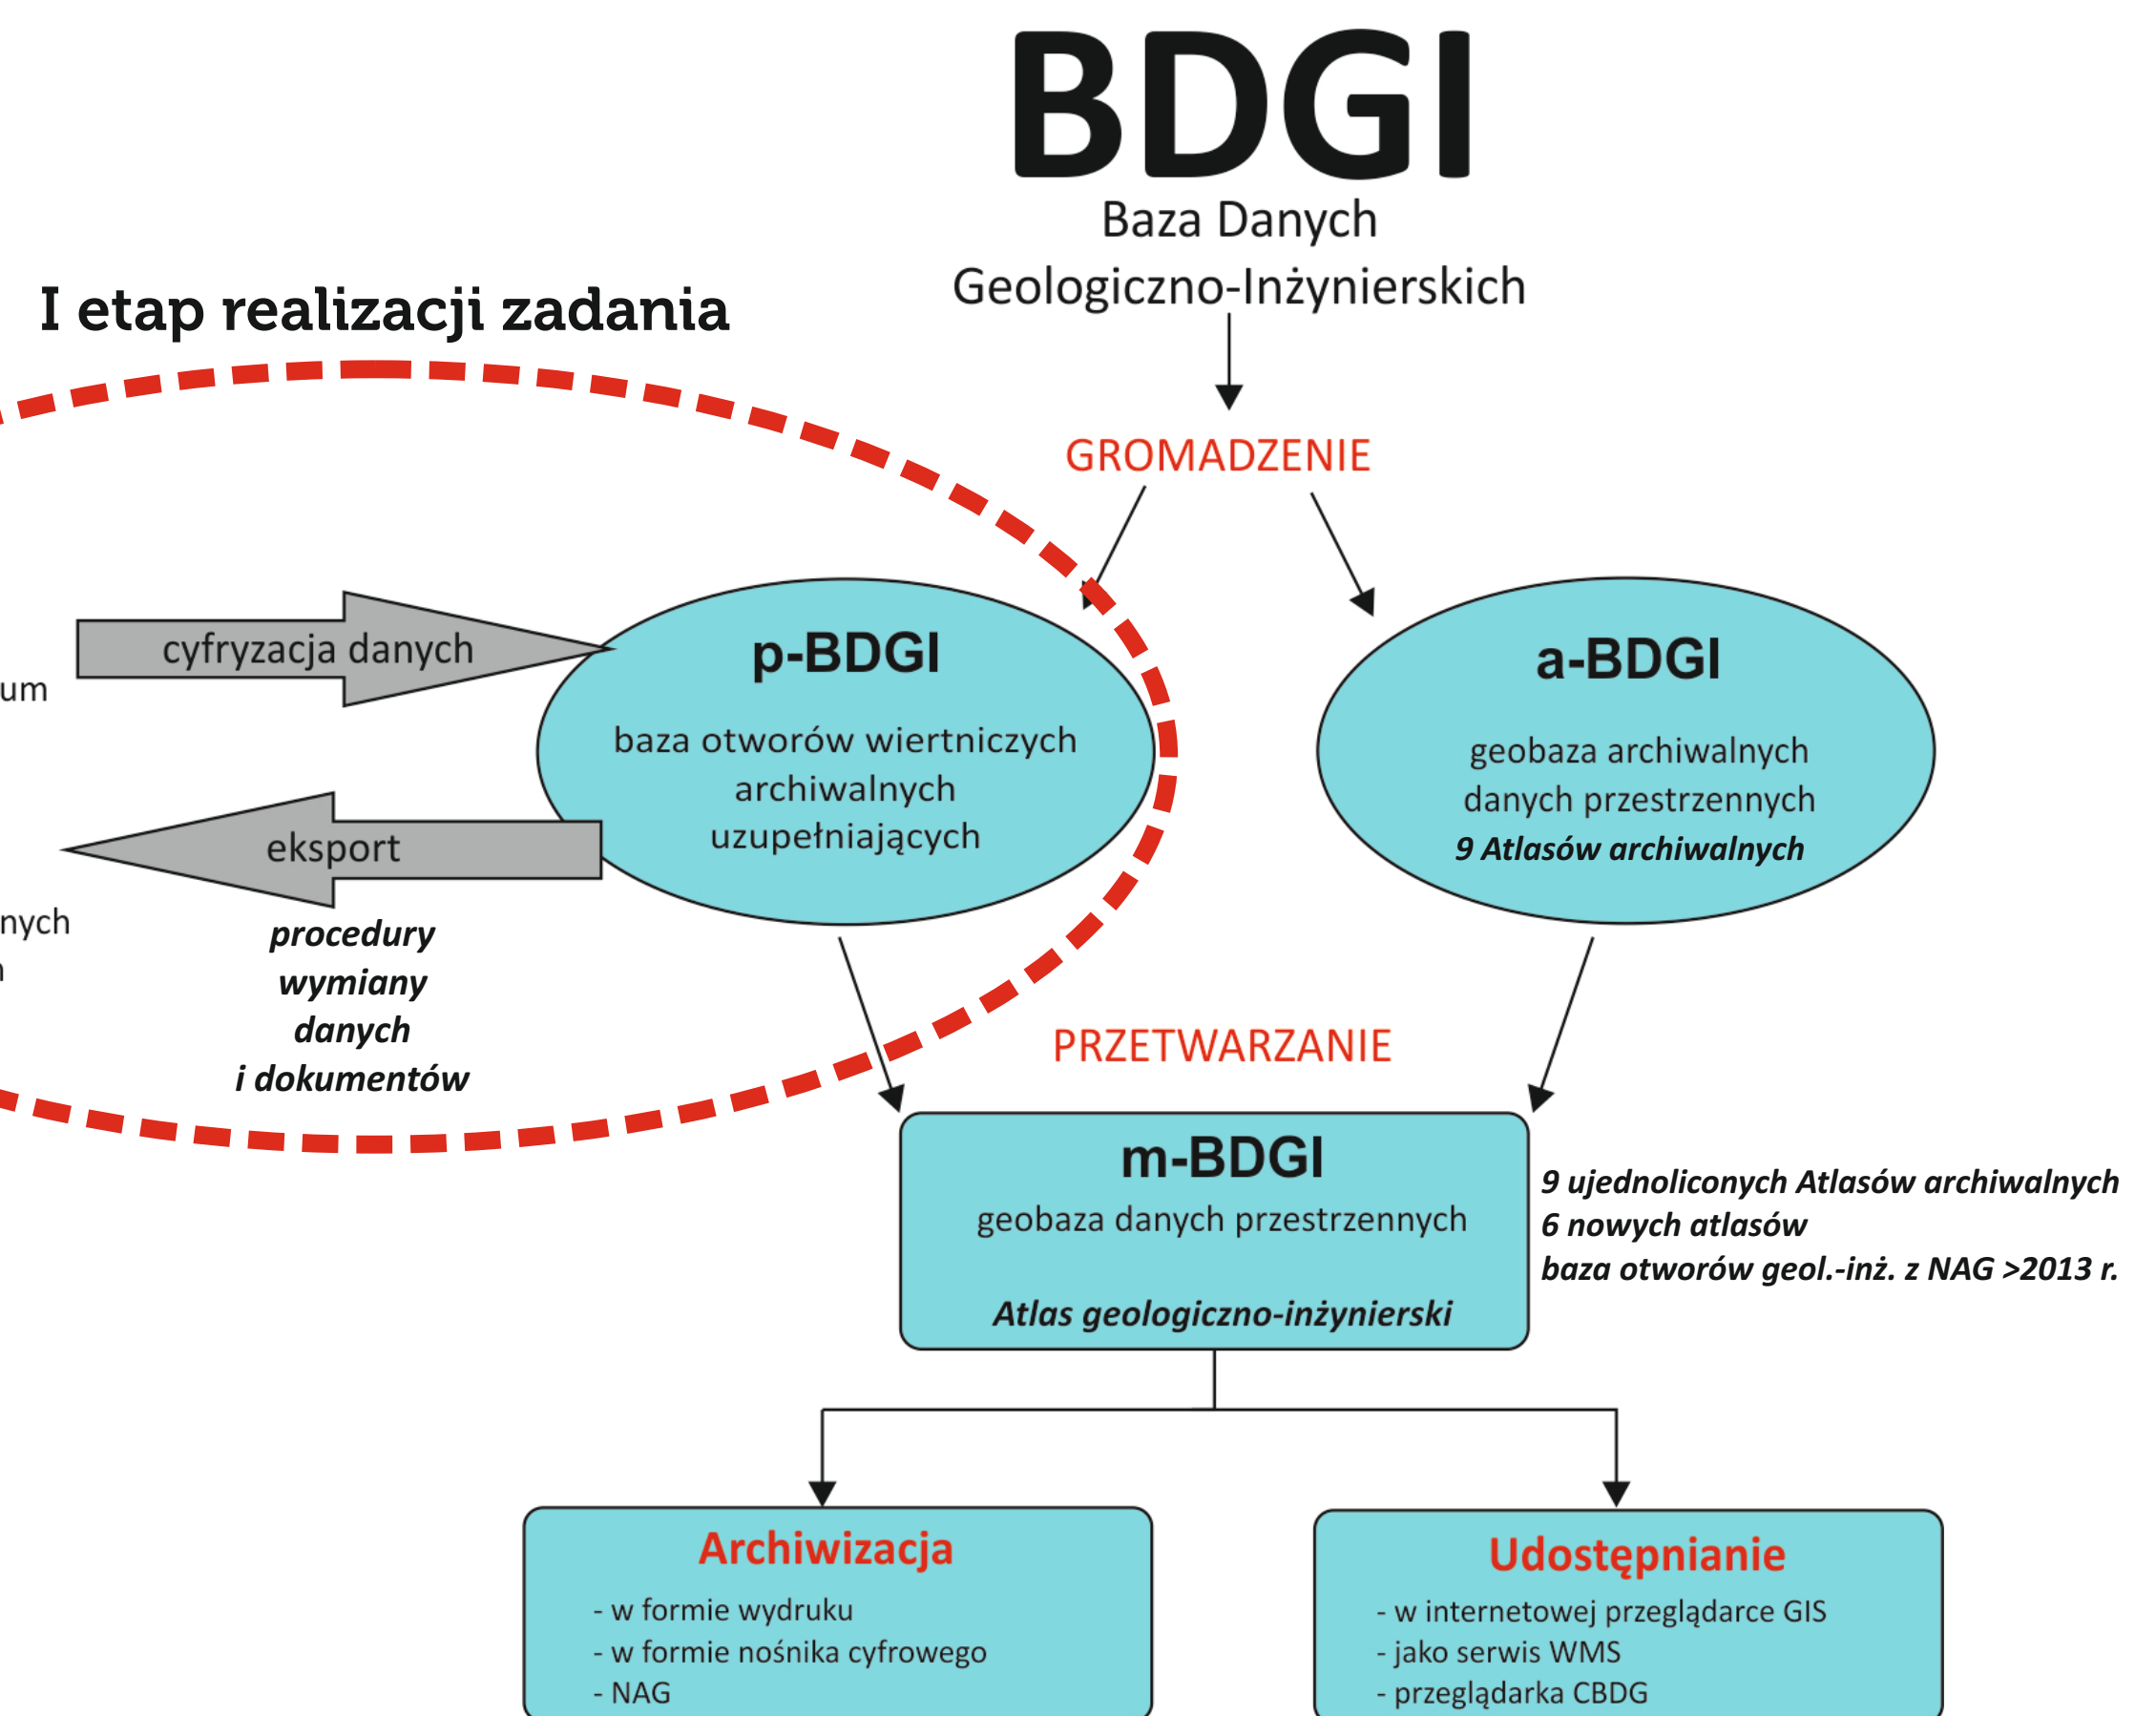 BDGI
Baza Danych
Geologiczno-Inżynierskich
I etap realizacji zadania
GROMADZENIE
cyfryzacja danych
um
p-BDGI
baza otworów wiertniczych
archiwalnych
uzupełniających
a-BDGI
geobaza archiwalnych
danych przestrzennych
9 Atlasów archiwalnych
eksport
nych
procedury
wymiany
danych
i dokumentów
PRZETWARZANIE
m-BDGI
geobaza danych przestrzennych
Atlas geologiczno-inżynierski
9 ujednoliconych Atlasów archiwalnych
6 nowych atlasów
baza otworów geol.-inż. z NAG >2013 r.
Archiwizacja
- w formie wydruku
- w formie nośnika cyfrowego
- NAG
Udostępnianie
- w internetowej przeglądarce GIS
- jako serwis WMS
- przeglądarka CBDG